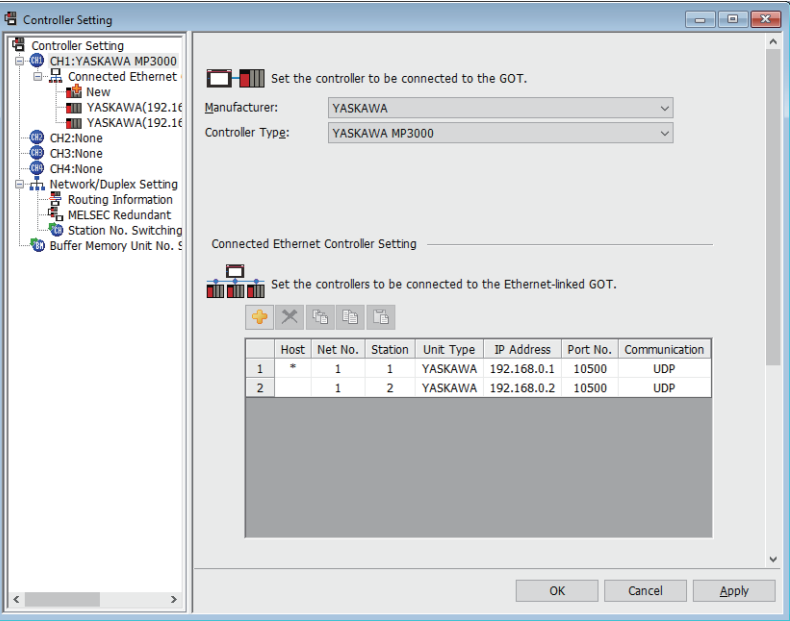 Controller Setting
Controller Setting
CH1:YASKAWA MP3000
Connected Ethernet
New
YASKAWA(192.16
YASKAWA(192.16
CH2:None
CH3:None
CH4:None
Network/Duplex Setting
Routing Information
MELSEC Redundant
Station No. Switching
Buffer Memory Unit No. S
Set the controller to be connected to the GOT.
Manufacturer: YASKAWA
Controller Type: YASKAWA MP3000
Connected Ethernet Controller Setting
Set the controllers to be connected to the Ethernet-linked GOT.
Host Net No. Station Unit Type IP Address Port No. Communication
1 * 1 1 YASKAWA 192.168.0.1 10500 UDP
2 1 2 YASKAWA 192.168.0.2 10500 UDP
OK Cancel Apply